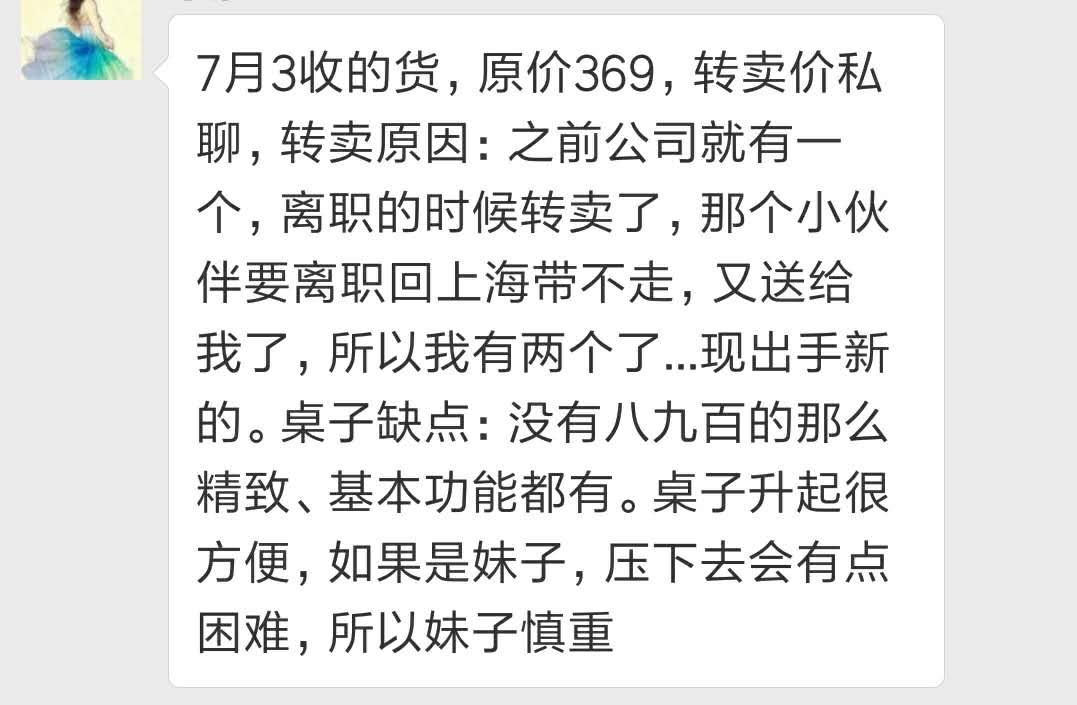 7月3收的货，原价369，转卖价私
聊，转卖原因：之前公司就有一
个，离职的时候转卖了，那个小伙
伴要离职回上海带不走，又送给
我了，所以我有两个了...现出手新
的。桌子缺点：没有八九百的那么
精致、基本功能都有。桌子升起很
方便，如果是妹子，压下去会有点
困难，所以妹子慎重